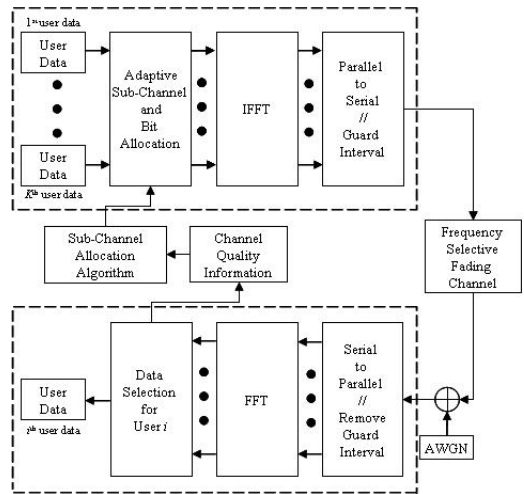 1st user data
User
Data
User
Data
Kth user data
Adaptive
Sub-Channel
and
Bit
Allocation
IFFT
Parallel
to
Serial
//
Guard
Interval
Sub-Channel
Allocation
Algorithm
Channel
Quality
Information
Frequency
Selective
Fading
Channel
User
Data
ith user data
Data
Selection
for
User i
FFT
Serial
to
Parallel
//
Remove
Guard
Interval
AWGN